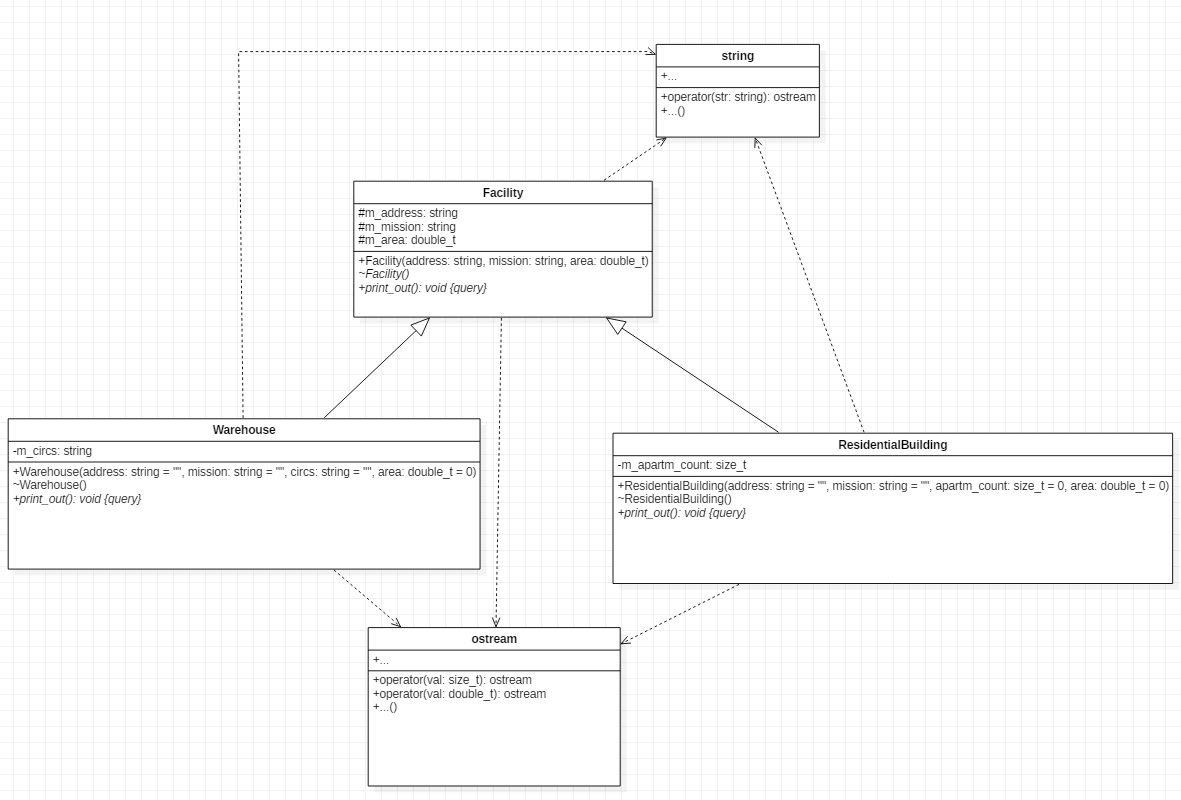 string
+...
+operator(str: string): ostream
+...()
Facility
#m_address: string
#m_mission: string
#m_area: double_t
+Facility(address: string, mission: string, area: double_t)
~Facility()
+print_out(): void {query}
Warehouse
-m_circs: string
+Warehouse(address: string = "", mission: string = "", circs: string = "", area: double_t = 0)
~Warehouse()
+print_out(): void {query}
ResidentialBuilding
-m_apartm_count: size_t
+ResidentialBuilding(address: string = "", mission: string = "", apartm_count: size_t = 0, area: double_t = 0)
~ResidentialBuilding()
+print_out(): void {query}
ostream
+...
+operator(val: size_t): ostream
+operator(val: double_t): ostream
+...()